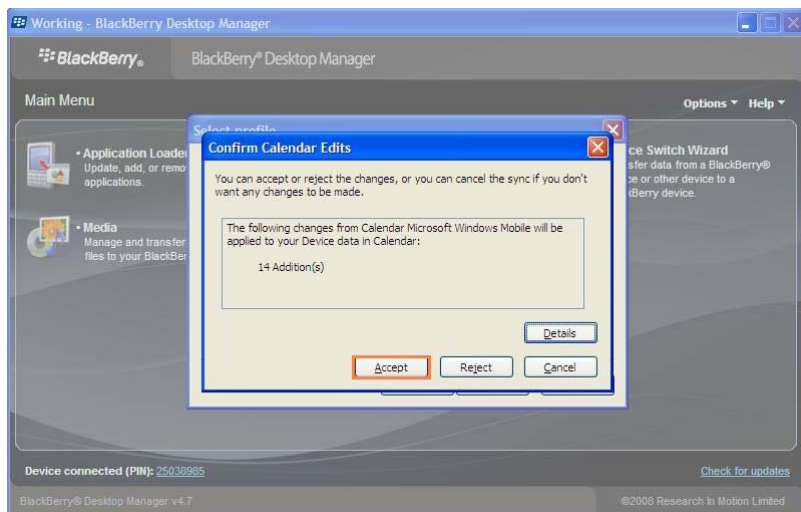 Working - BlackBerry Desktop Manager
BlackBerry®
BlackBerry® Desktop Manager
Main Menu
Options
Help
Select profile
Confirm Calendar Edits
You can accept or reject the changes, or you can cancel the sync if you don't
want any changes to be made.
The following changes from Calendar Microsoft Windows Mobile will be
applied to your Device data in Calendar:
14 Addition(s)
Details
Accept
Reject
Cancel
• Application Loade
Update, add, or remo
applications.
• Media
Manage and transfer
files to your BlackBer
ce Switch Wizard
sfer data from a BlackBerry®
or other device to a
Berry device.
Device connected (PIN): 25038985
Check for updates
BlackBerry® Desktop Manager v4.7
©2008 Research In Motion Limited